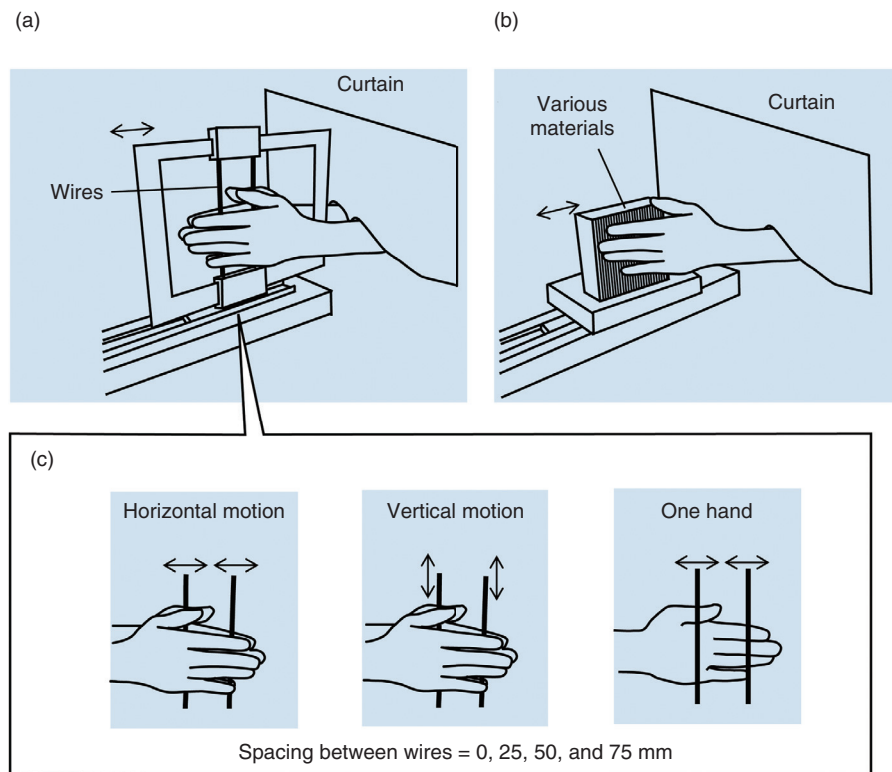 (a)
Curtain
Wires
(b)
Various
materials
Curtain
(c)
Horizontal motion
Vertical motion
One hand
Spacing between wires = 0, 25, 50, and 75 mm